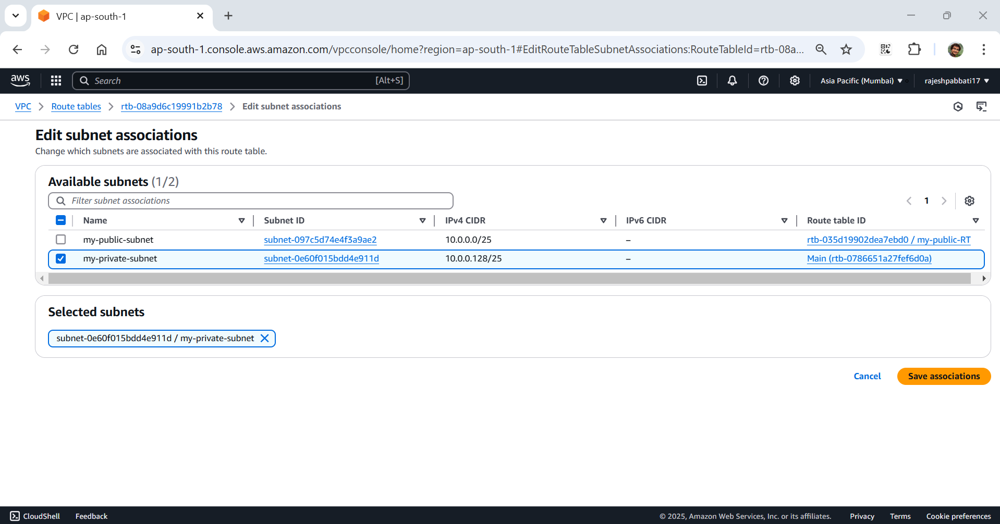 VPC | ap-south-1
ap-south-1.console.aws.amazon.com/vpcconsole/home?region=ap-south-1#EditRouteTableSubnetAssociations:RouteTableId=rtb-08a...
aws Search [Alt+S] Asia Pacific (Mumbai) rajeshpabbati17
VPC Route tables rtb-08a9d6c19991b2b78 Edit subnet associations
Edit subnet associations
Change which subnets are associated with this route table.
Available subnets (1/2)
Filter subnet associations 1
Name Subnet ID IPv4 CIDR IPv6 CIDR Route table ID
my-public-subnet subnet-097c5d74e4f3a9ae2 10.0.0.0/25 – rtb-035d19902dea7ebd0 / my-public-RT
my-private-subnet subnet-0e60f015bdd4e911d 10.0.0.128/25 – Main (rtb-0786651a27fef6d0a)
Selected subnets
subnet-0e60f015bdd4e911d / my-private-subnet
Cancel Save associations
CloudShell Feedback © 2025, Amazon Web Services, Inc. or its affiliates. Privacy Terms Cookie preferences